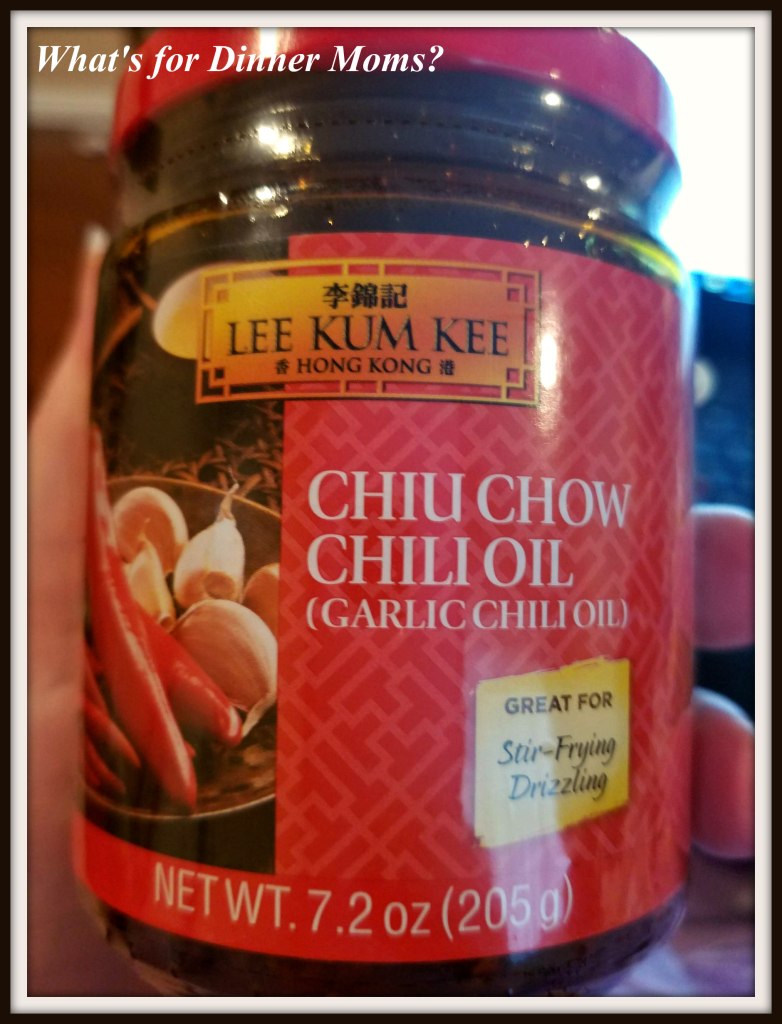 What's for Dinner Moms?
李錦記
LEE KUM KEE
香 HONG KONG 港
CHIU CHOW
CHILI OIL
(GARLIC CHILI OIL)
GREAT FOR
Stir-Frying
Drizzling
NET WT. 7.2 oz (205 g)